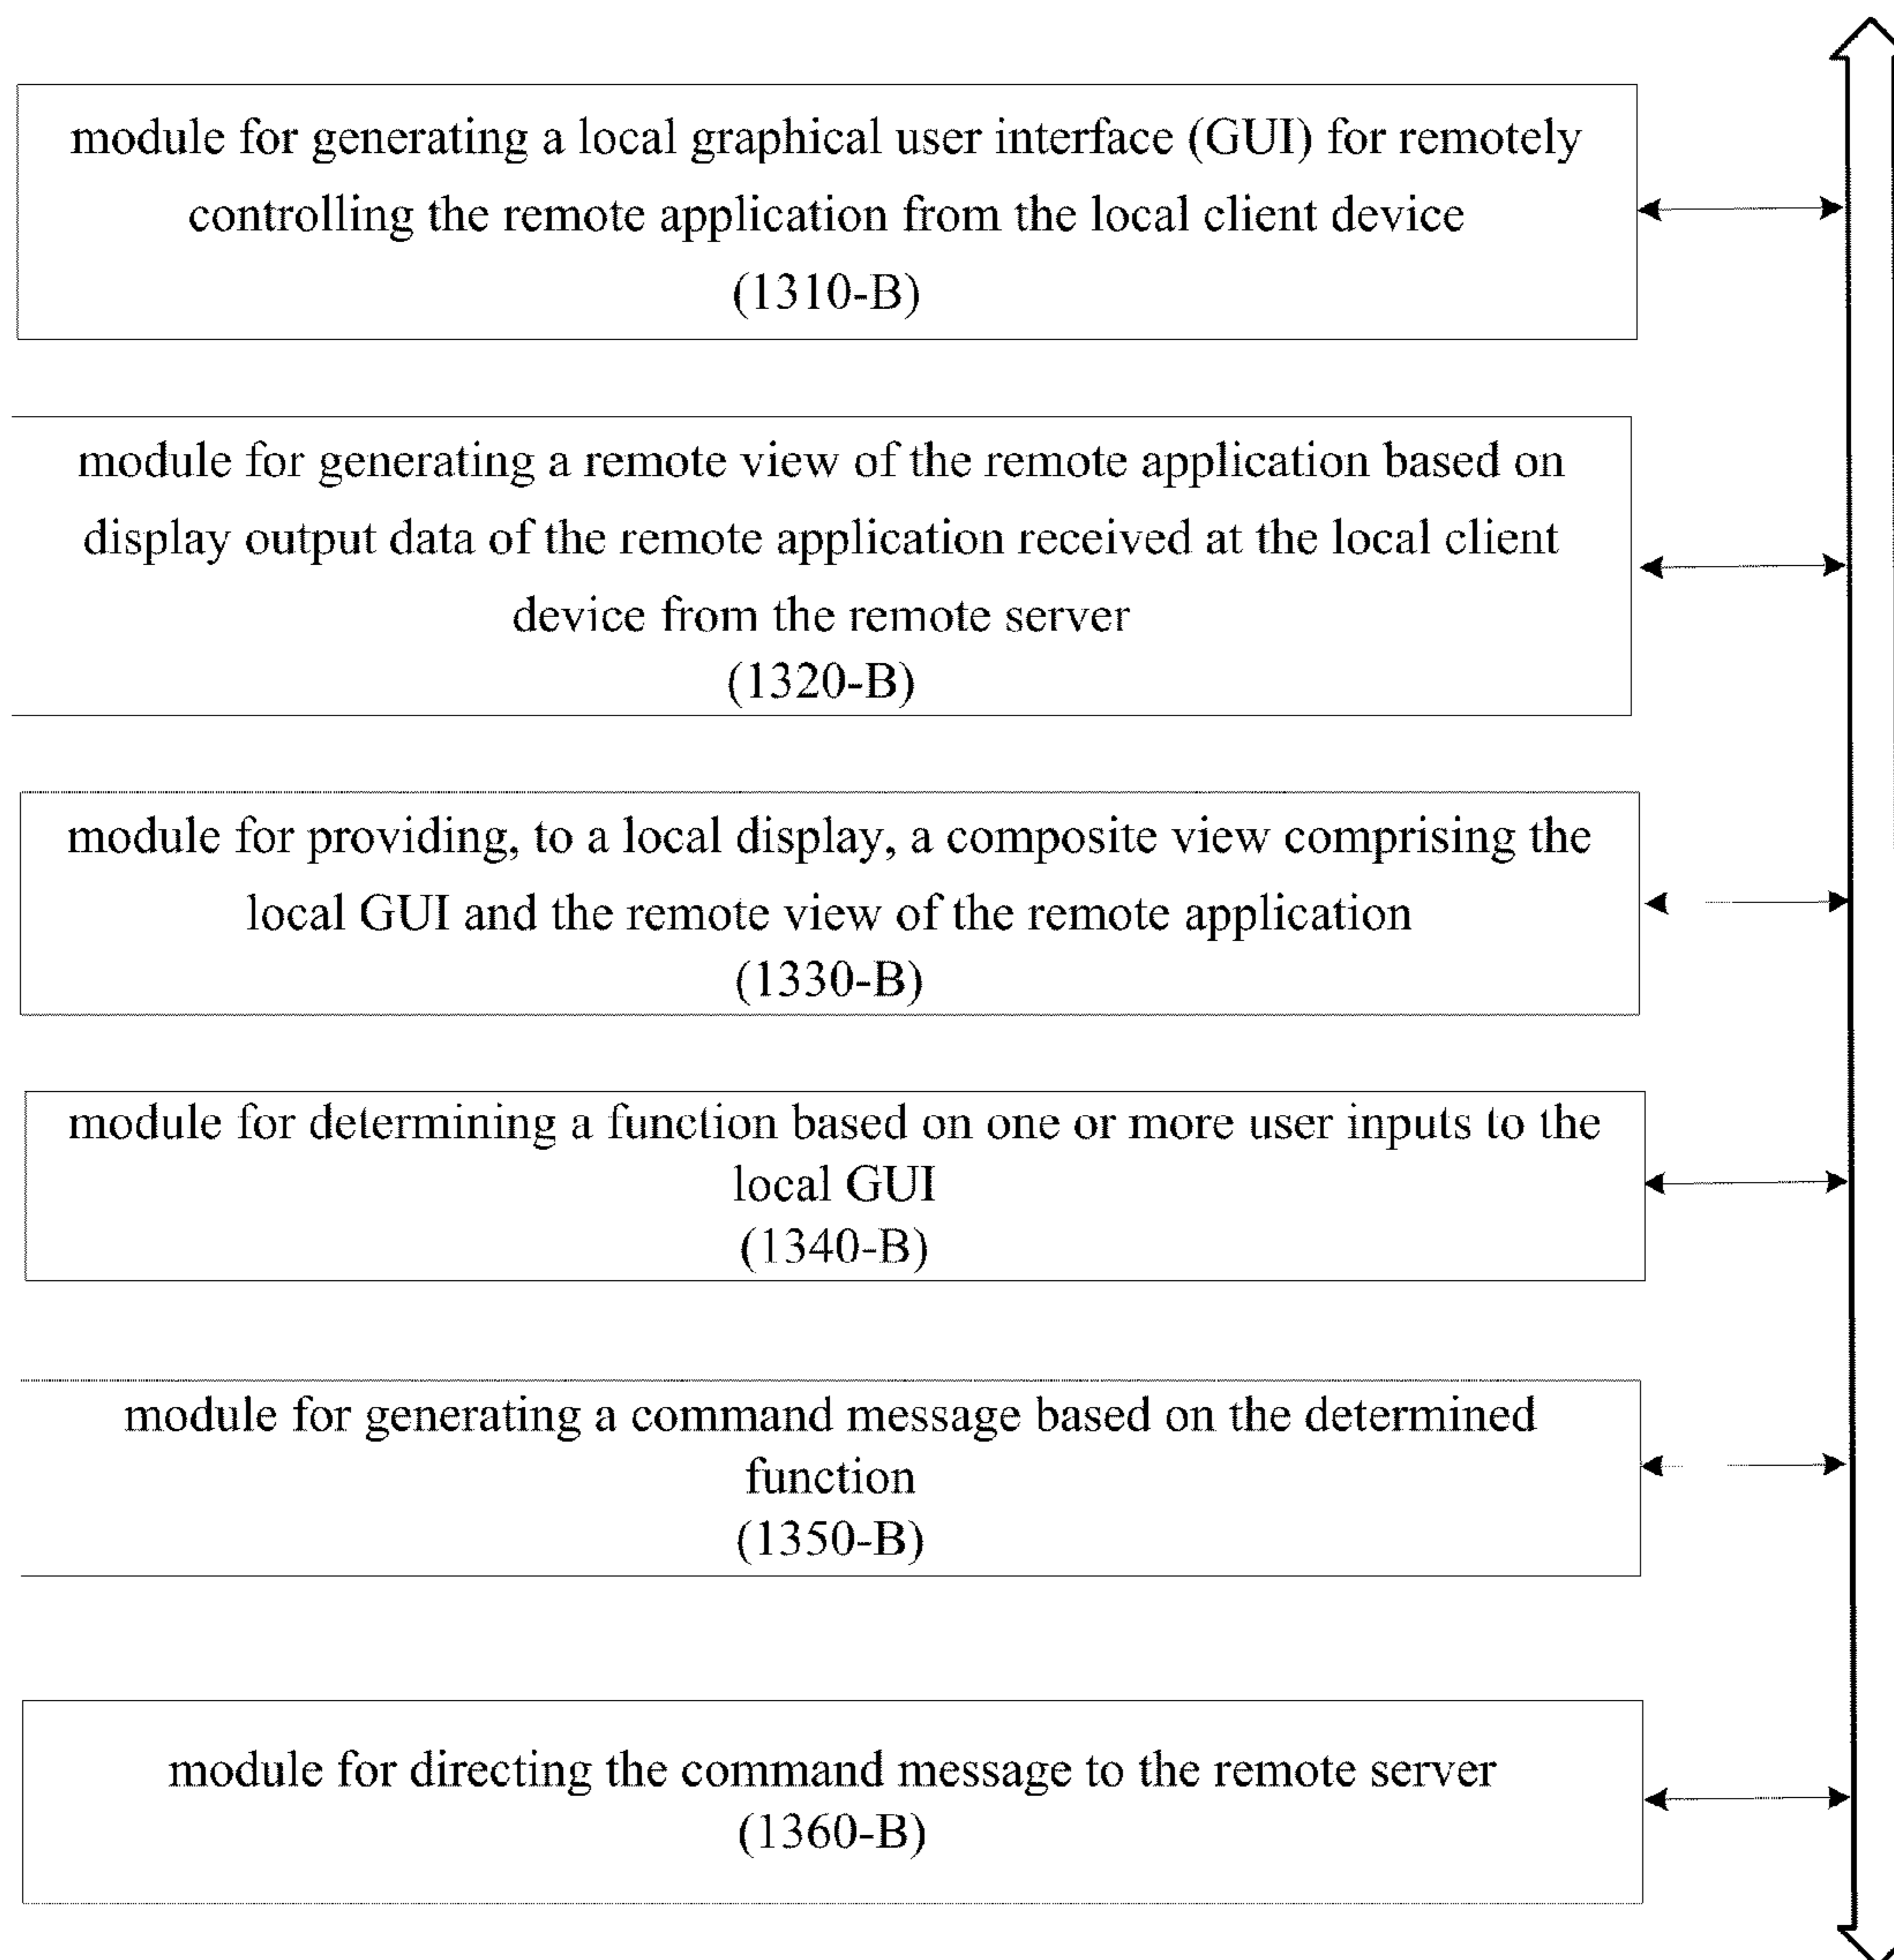 module for generating a local graphical user interface (GUI) for remotely
controlling the remote application from the local client device
(1310-B)
module for generating a remote view of the remote application based on
display output data of the remote application received at the local client
device from the remote server
(1320-B)
module for providing, to a local display, a composite view comprising the
local GUI and the remote view of the remote application
(1330-B)
module for determining a function based on one or more user inputs to the
local GUI
(1340-B)
module for generating a command message based on the determined
function
(1350-B)
module for directing the command message to the remote server
(1360-B)